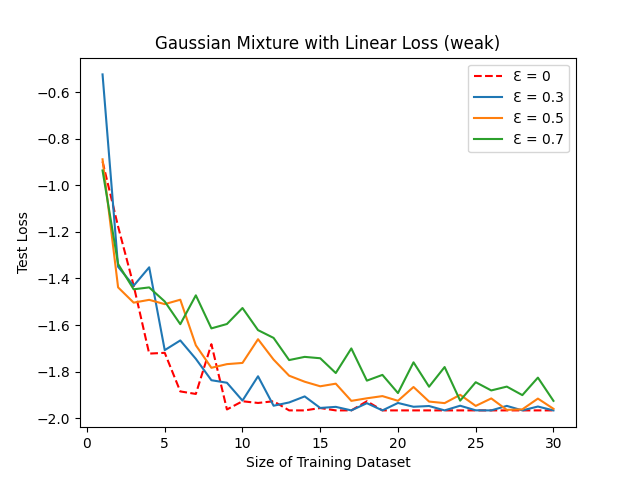 Gaussian Mixture with Linear Loss (weak)
Ɛ = 0
Ɛ = 0.3
Ɛ = 0.5
Ɛ = 0.7
Test Loss
−0.6
−0.8
−1.0
−1.2
−1.4
−1.6
−1.8
−2.0
0 5 10 15 20 25 30
Size of Training Dataset